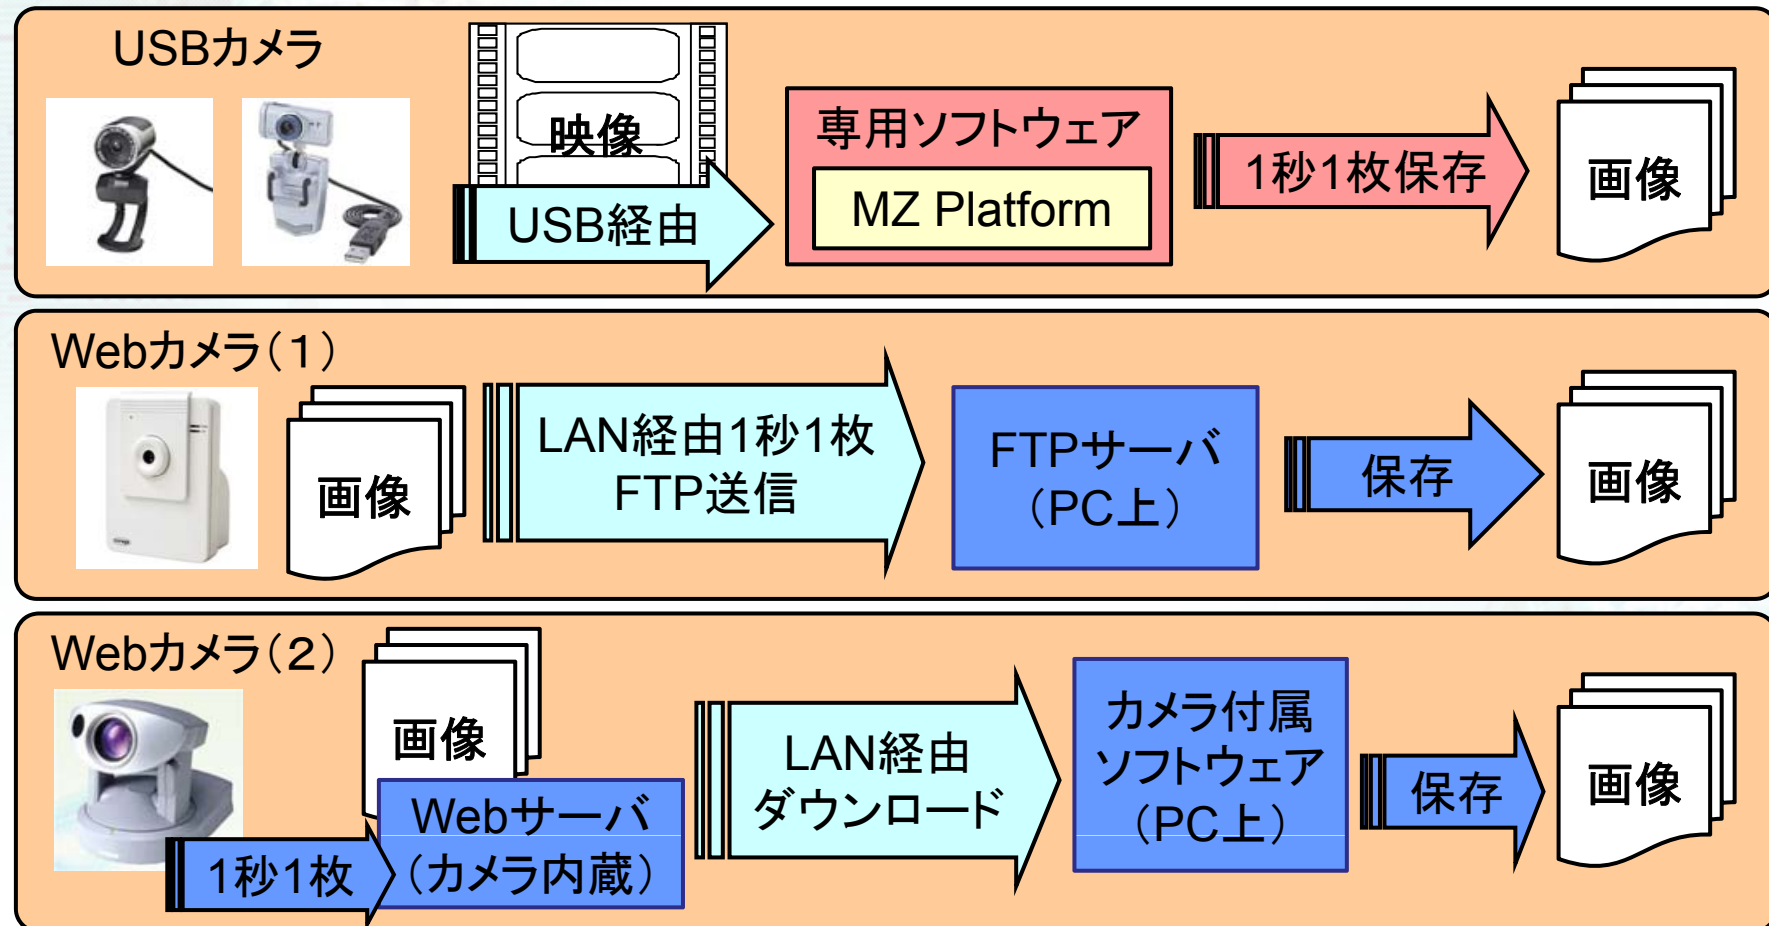 USBカメラ
映像
USB経由
専用ソフトウェア
MZ Platform
1秒1枚保存
画像
Webカメラ(1)
画像
LAN経由1秒1枚
FTP送信
FTPサーバ
(PC上)
保存
画像
Webカメラ(2)
画像
1秒1枚
Webサーバ
(カメラ内蔵)
LAN経由
ダウンロード
カメラ付属
ソフトウェア
(PC上)
保存
画像